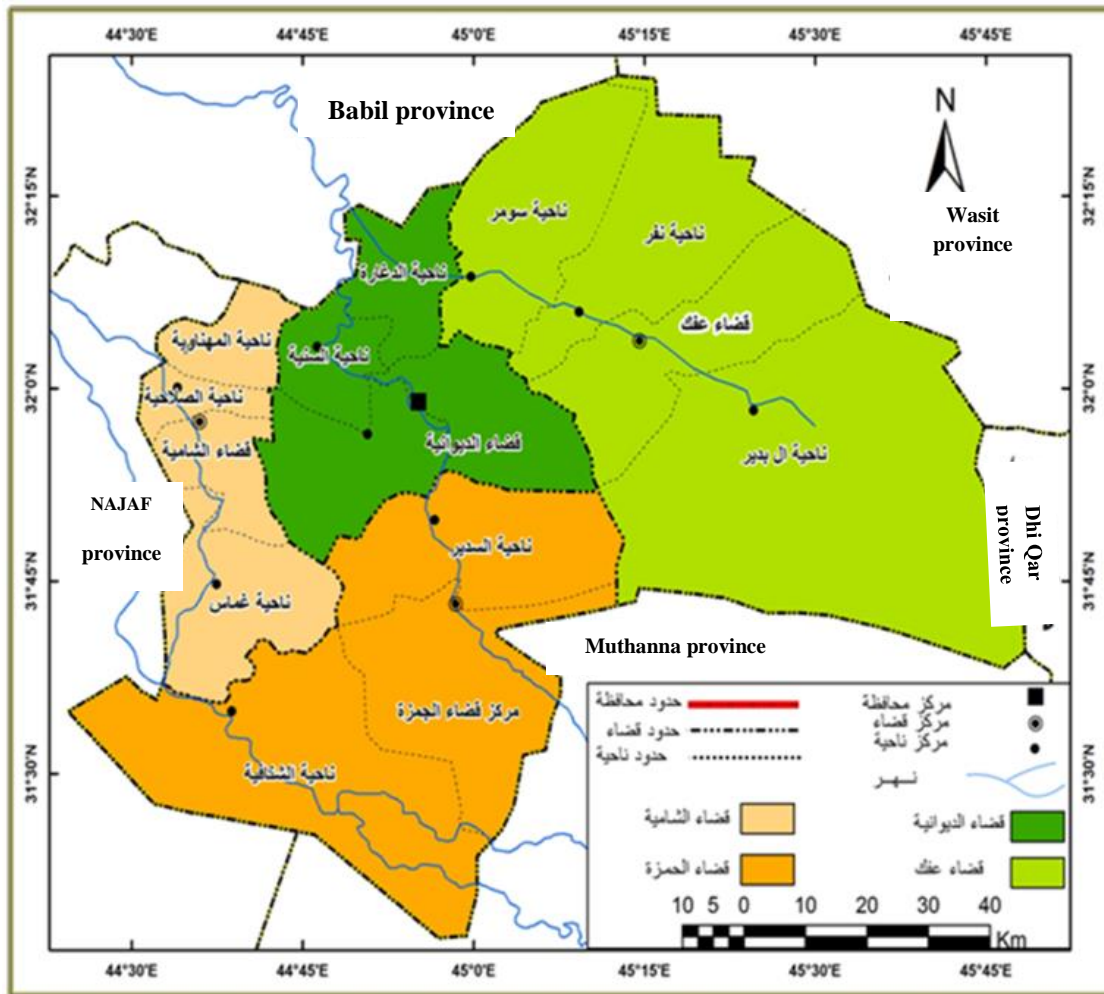 44°30'E 44°45'E 45°0'E 45°15'E 45°30'E 45°45'E
Babil province
N
32°15'N 32°15'N
ناحية سومر
ناحية نفر
Wasit
province
ناحية الدغارة
ناحية المهناوية
ناحية السنية
قضاء عفك
32°0'N 32°0'N
ناحية الصلاحية
قضاء الشامية
قضاء الديوانية
ناحية ال بدير
NAJAF
province
Dhi Qar
province
ناحية السدير
31°45'N 31°45'N
ناحية غماس
Muthanna province
مركز قضاء الحمزة
ناحية الشنافية
31°30'N 31°30'N
مركز محافظة
حدود محافظة
مركز قضاء
حدود قضاء
مركز ناحية
حدود ناحية
نـــهـــر
قضاء الديوانية
قضاء الشامية
قضاء عفك
قضاء الحمزة
10 5 0 10 20 30 40
Km
44°30'E 44°45'E 45°0'E 45°15'E 45°30'E 45°45'E